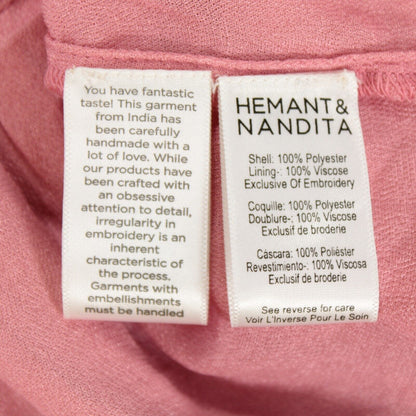 You have fantastic
taste! This garment
from India has
been carefully
handmade with a
lot of love. While
our products have
been crafted with
an obsessive
attention to detail,
irregularity in
embroidery is an
inherent
characteristic of
the process.
Garments with
embellishments
must be handled
HEMANT &
NANDITA
Shell: 100% Polyester
Lining-: 100% Viscose
Exclusive Of Embroidery
Coquille: 100% Polyester
Doublure-: 100% Viscose
Exclusif de broderie
Cáscara: 100% Poliéster
Revestimiento-: 100% Viscosa
Exclusif de broderie
See reverse for care
Voir L'Inverse Pour Le Soin